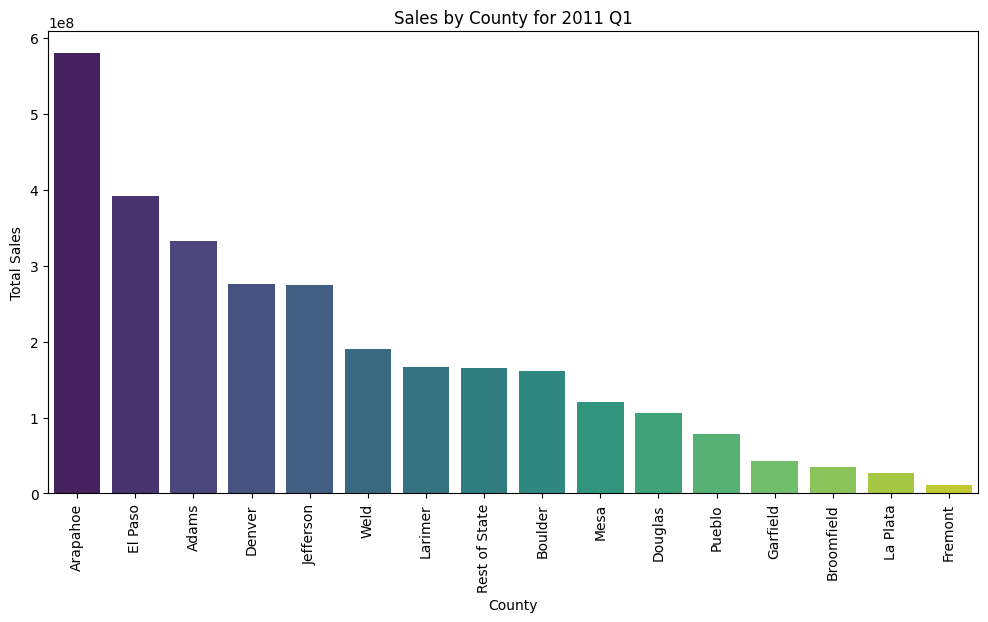 Sales by County for 2011 Q1
1e8
6
5
4
3
2
1
0
Total Sales
Arapahoe
El Paso
Adams
Denver
Jefferson
Weld
Larimer
Rest of State
Boulder
Mesa
Douglas
Pueblo
Garfield
Broomfield
La Plata
Fremont
County